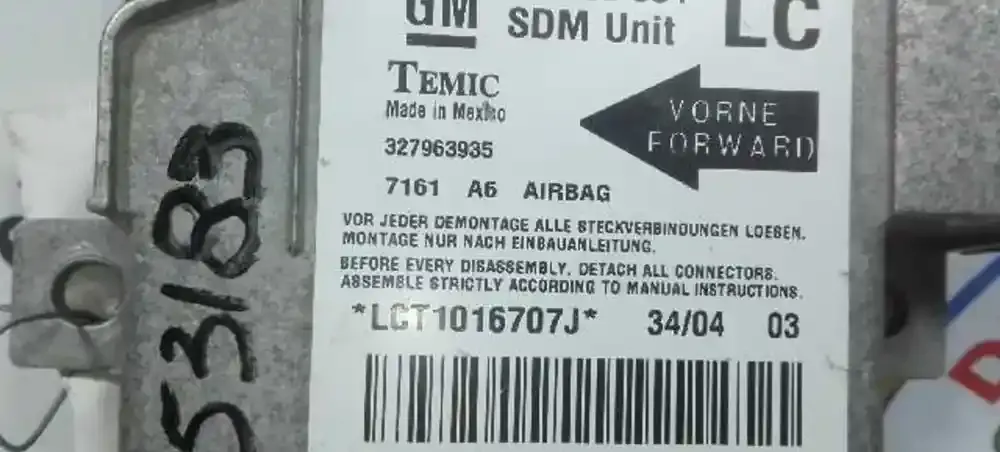 GM
SDM Unit
LC
TEMIC
Made in Mexico
327963935
7161 A6 AIRBAG
VORNE
FORWARD
VOR JEDER DEMONTAGE ALLE STECKVERBINDUNGEN LOESEN.
MONTAGE NUR NACH EINBAUANLEITUNG.
BEFORE EVERY DISASSEMBLY, DETACH ALL CONNECTORS.
ASSEMBLE STRICTLY ACCORDING TO MANUAL INSTRUCTIONS.
*LCT1016707J* 34/04 03
53183